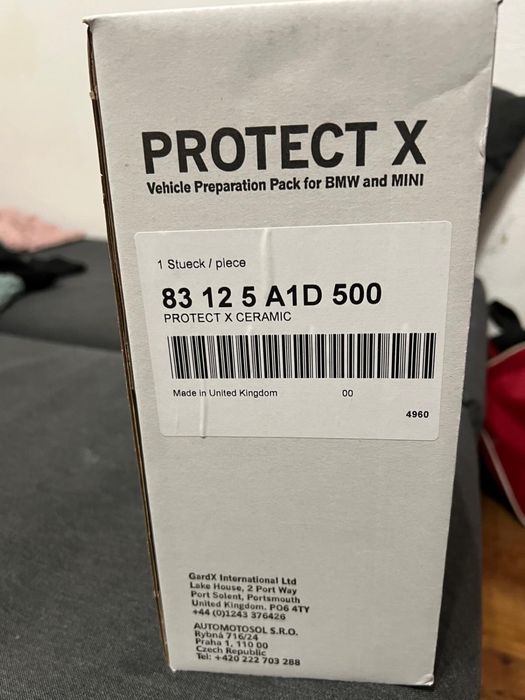 PROTECT X
Vehicle Preparation Pack for BMW and MINI
1 Stueck / piece
83 12 5 A1D 500
PROTECT X CERAMIC
Made in United Kingdom 00
4960
GardX International Ltd
Lake House, 2 Port Way
Port Solent, Portsmouth
United Kingdom. PO6 4TY
+44 (0)1243 376426
AUTOMOTOSOL S.R.O.
Rybná 716/24
Praha 1, 110 00
Czech Republic
Tel: +420 222 703 288